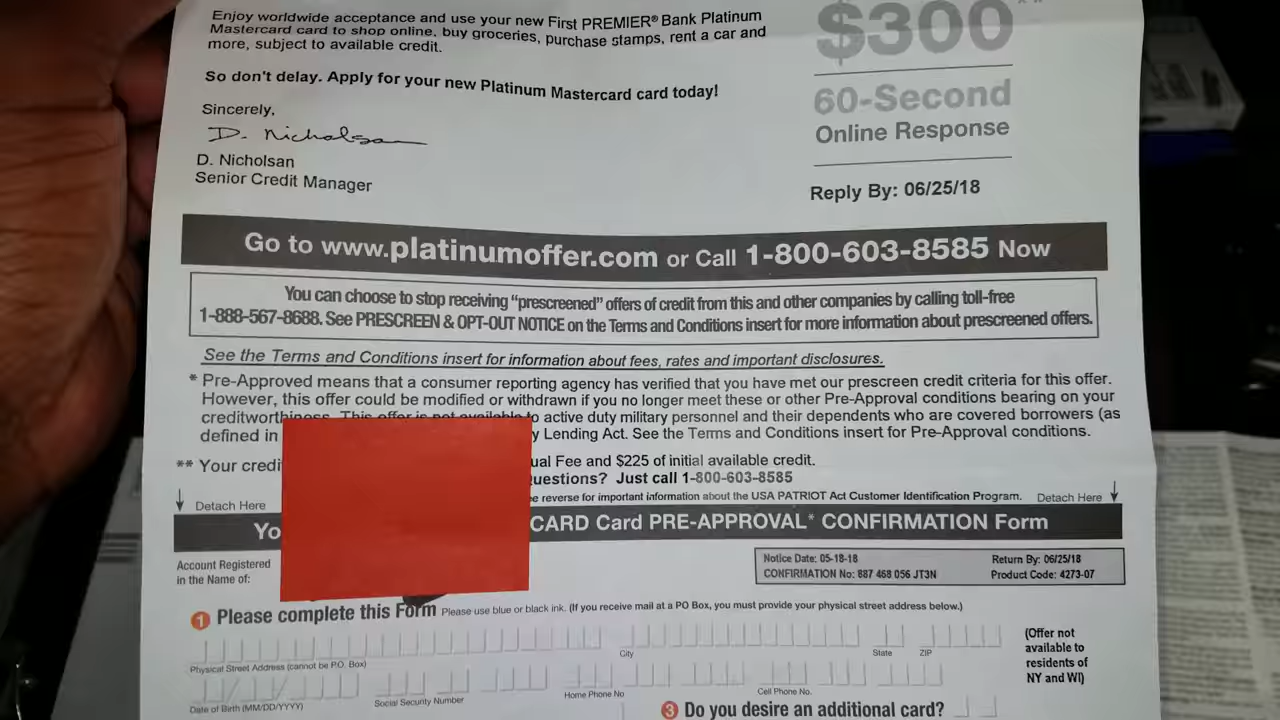 Enjoy worldwide acceptance and use your new First PREMIER® Bank Platinum
Mastercard card to shop online, buy groceries, purchase stamps, rent a car and
more, subject to available credit.
So don't delay. Apply for your new Platinum Mastercard card today!
Sincerely,
D. Nicholsan
D. Nicholsan
Senior Credit Manager
$300**
60-Second
Online Response
Reply By: 06/25/18
Go to www.platinumoffer.com or Call 1-800-603-8585 Now
You can choose to stop receiving “prescreened” offers of credit from this and other companies by calling toll-free
1-888-567-8688. See PRESCREEN & OPT-OUT NOTICE on the Terms and Conditions insert for more information about prescreened offers.
See the Terms and Conditions insert for information about fees, rates and important disclosures.
* Pre-Approved means that a consumer reporting agency has verified that you have met our prescreen credit criteria for this offer.
However, this offer could be modified or withdrawn if you no longer meet these or other Pre-Approval conditions bearing on your
creditworthiness. This offer is not available to active duty military personnel and their dependents who are covered borrowers (as
defined in y Lending Act. See the Terms and Conditions insert for Pre-Approval conditions.
** Your credi ual Fee and $225 of initial available credit.
uestions? Just call 1-800-603-8585
Detach Here e reverse for important information about the USA PATRIOT Act Customer Identification Program. Detach Here
Yo CARD Card PRE-APPROVAL* CONFIRMATION Form
Account Registered
in the Name of:
Notice Date: 05-18-18 Return By: 06/25/18
CONFIRMATION No: 887 468 056 JT3N Product Code: 4273-07
1 Please complete this Form Please use blue or black ink. (If you receive mail at a PO Box, you must provide your physical street address below.)
Physical Street Address (cannot be P.O. Box) City State ZIP
(Offer not
available to
residents of
NY and WI)
Date of Birth (MM/DD/YYYY) Social Security Number Home Phone No Cell Phone No.
3 Do you desire an additional card?